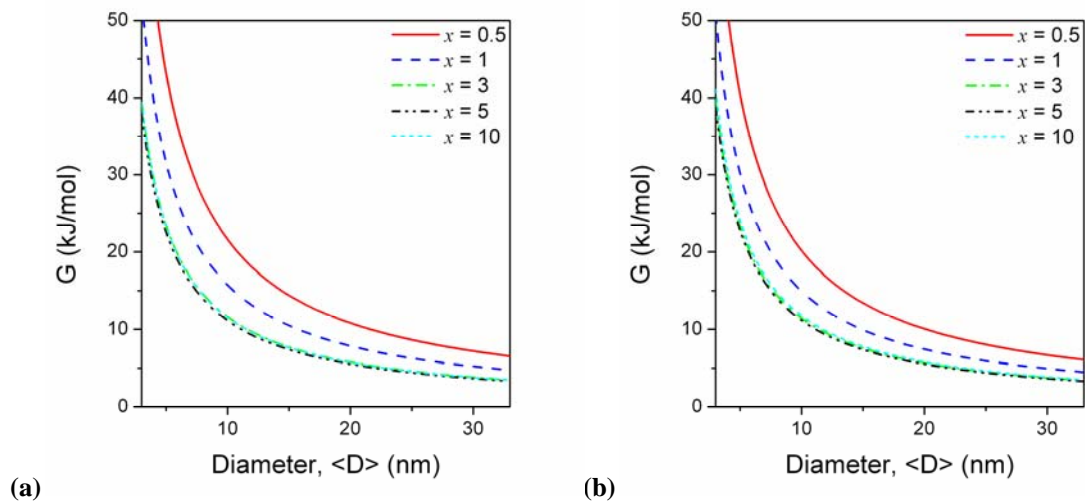 50
40
30
20
10
0
G (kJ/mol)
x = 0.5
x = 1
x = 3
x = 5
x = 10
10 20 30
Diameter, <D> (nm)
(a)
50
40
30
20
10
0
G (kJ/mol)
x = 0.5
x = 1
x = 3
x = 5
x = 10
10 20 30
Diameter, <D> (nm)
(b)